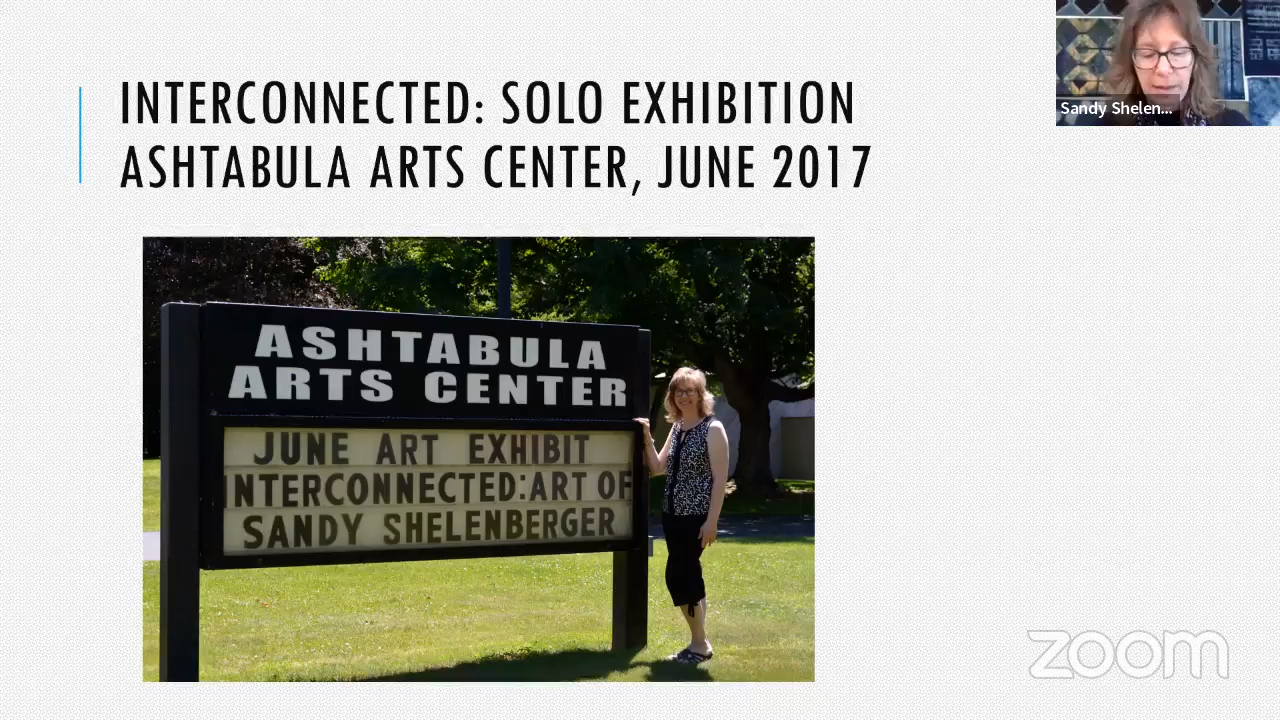 INTERCONNECTED: SOLO EXHIBITION
ASHTABULA ARTS CENTER, JUNE 2017
Sandy Shelen...
ASHTABULA
ARTS CENTER
JUNE ART EXHIBIT
INTERCONNECTED:ART OF
SANDY SHELENBERGER
zoom